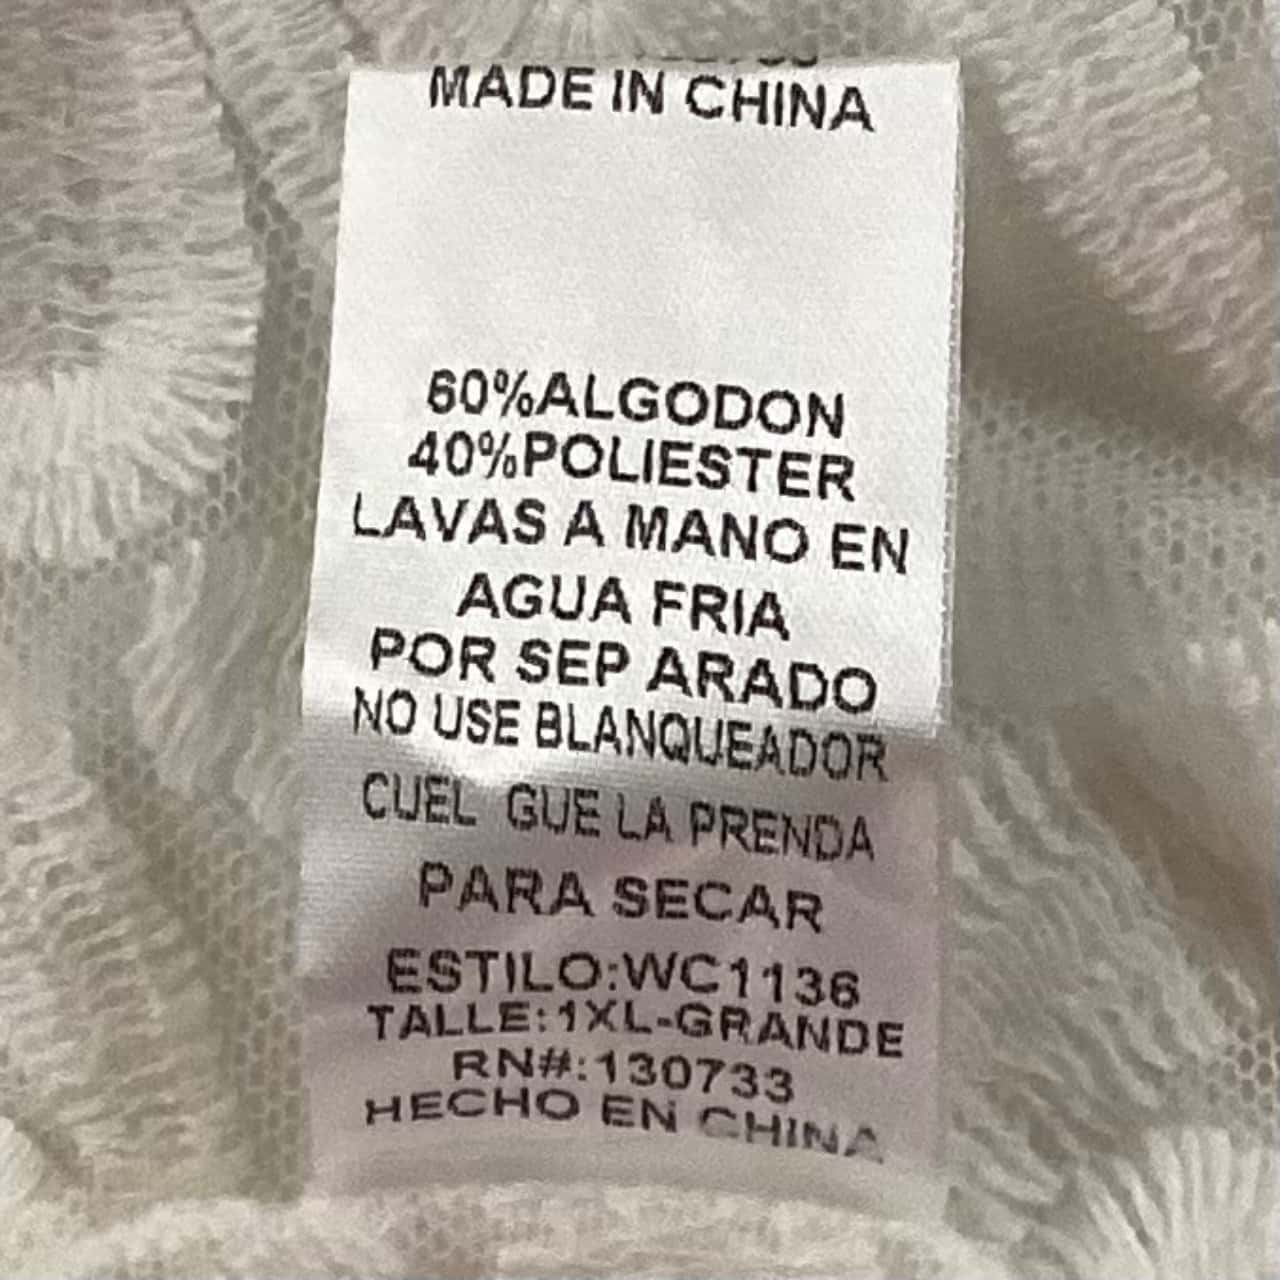 MADE IN CHINA
60%ALGODON
40%POLIESTER
LAVAS A MANO EN
AGUA FRIA
POR SEP ARADO
NO USE BLANQUEADOR
CUEL GUE LA PRENDA
PARA SECAR
ESTILO:WC1136
TALLE:1XL-GRANDE
RN#:130733
HECHO EN CHINA